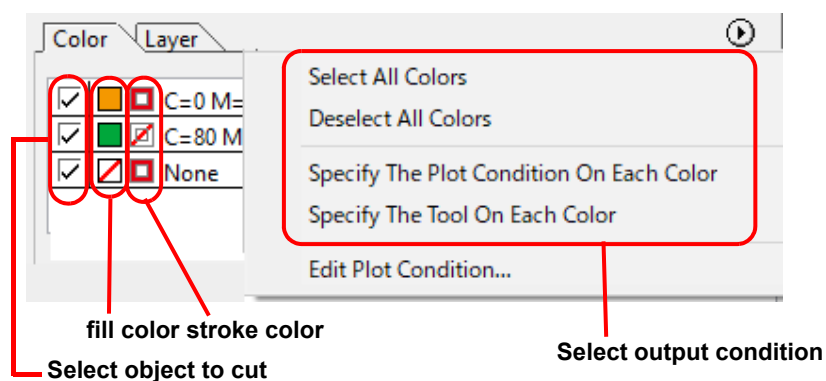 Color Layer
Select All Colors
C=0 M=
Deselect All Colors
C=80 M
None
Specify The Plot Condition On Each Color
Specify The Tool On Each Color
Edit Plot Condition...
fill color stroke color
Select output condition
Select object to cut